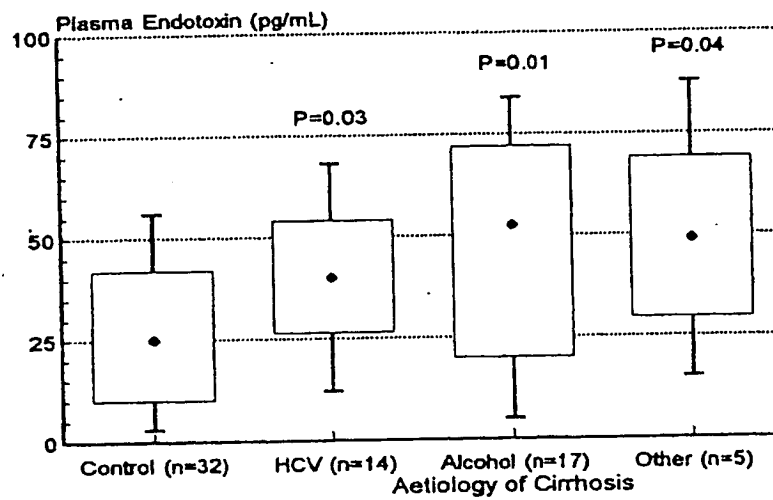 Plasma Endotoxin (pg/mL)
100
P=0.01
P=0.04
P=0.03
75
50
25
0
Control (n=32) HCV (n=14) Alcohol (n=17) Other (n=5)
Aetiology of Cirrhosis